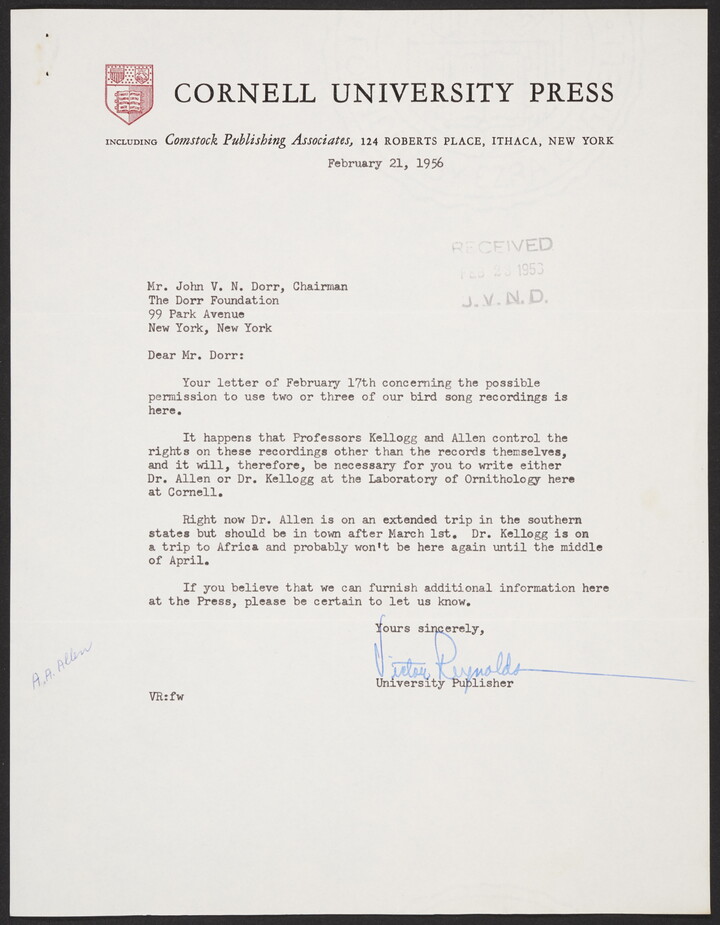 CORNELL UNIVERSITY PRESS
INCLUDING Comstock Publishing Associates, 124 ROBERTS PLACE, ITHACA, NEW YORK
February 21, 1956
RECEIVED
1956
J.V.N.D.
Mr. John V. N. Dorr, Chairman
The Dorr Foundation
99 Park Avenue
New York, New York
Dear Mr. Dorr:
Your letter of February 17th concerning the possible
permission to use two or three of our bird song recordings is
here.
It happens that Professors Kellogg and Allen control the
rights on these recordings other than the records themselves,
and it will, therefore, be necessary for you to write either
Dr. Allen or Dr. Kellogg at the Laboratory of Ornithology here
at Cornell.
Right now Dr. Allen is on an extended trip in the southern
states but should be in town after March 1st. Dr. Kellogg is on
a trip to Africa and probably won't be here again until the middle
of April.
If you believe that we can furnish additional information here
at the Press, please be certain to let us know.
Yours sincerely,
Victor Reynolds
University Publisher
A.A. Allen
VR:fw